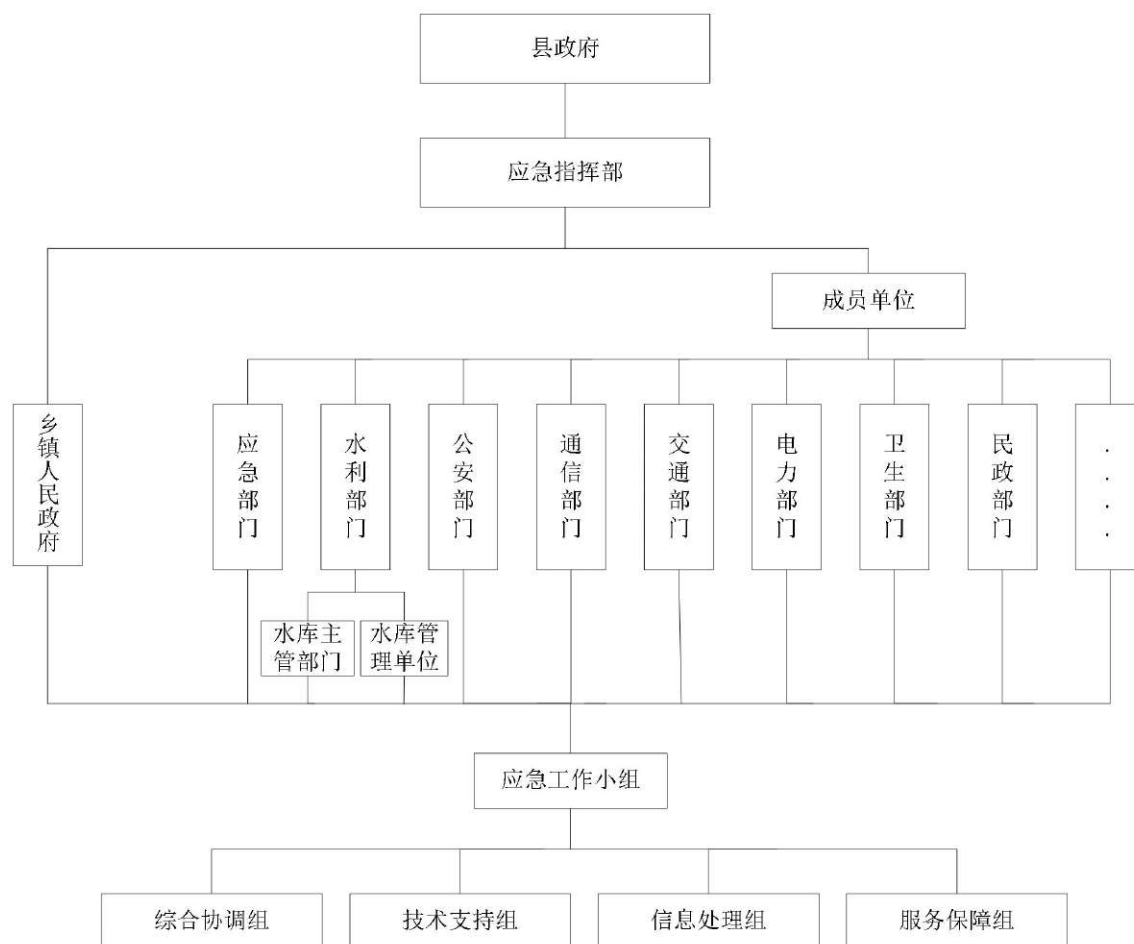 县政府
应急指挥部
成员单位
乡镇人民政府
应急部门
水利部门
公安部门
通信部门
交通部门
电力部门
卫生部门
民政部门
....
水库主
管部门
水库管
理单位
应急工作小组
综合协调组
技术支持组
信息处理组
服务保障组